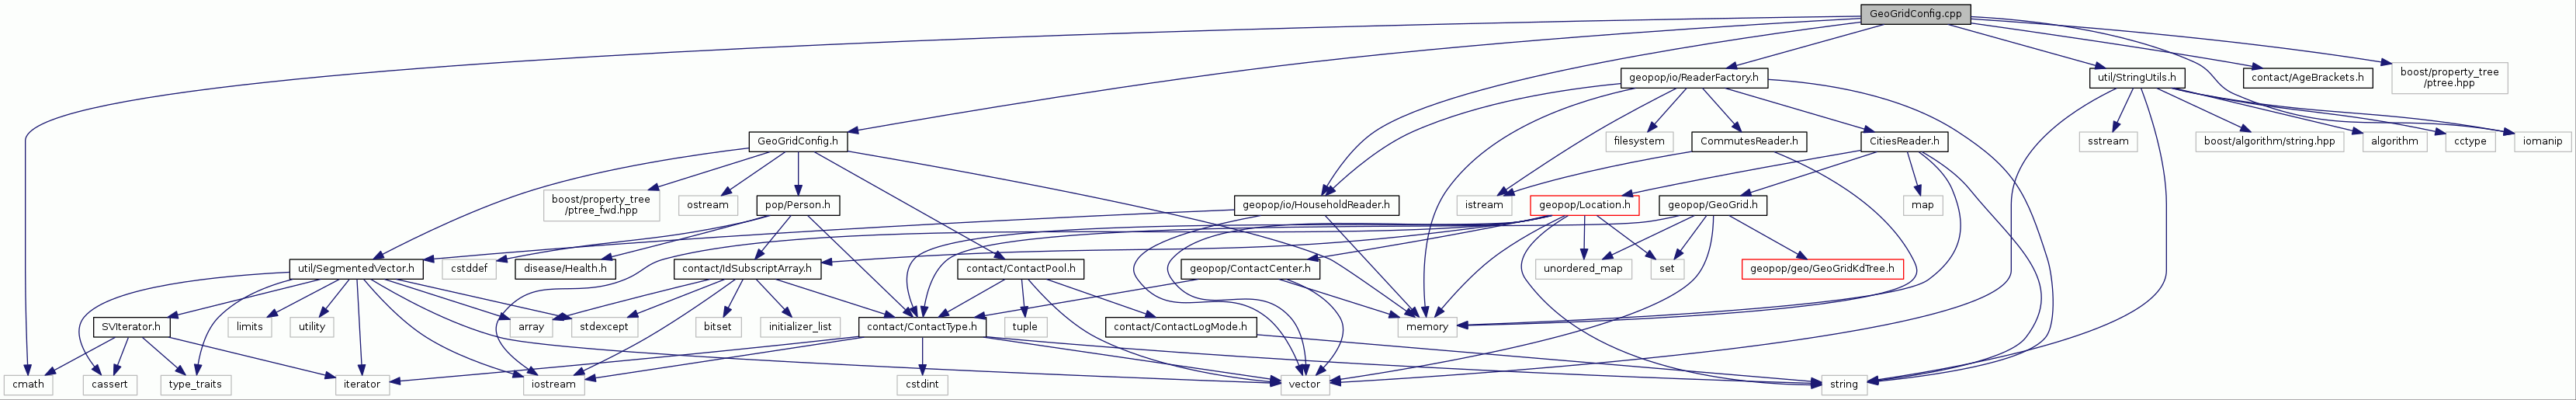 GeoGridConfig.cpp
geopop/io/ReaderFactory.h
util/StringUtils.h
contact/AgeBrackets.h
boost/property_tree
/ptree.hpp
GeoGridConfig.h
filesystem
CommutesReader.h
CitiesReader.h
sstream
boost/algorithm/string.hpp
algorithm
cctype
iomanip
boost/property_tree
/ptree_fwd.hpp
ostream
pop/Person.h
geopop/io/HouseholdReader.h
istream
geopop/Location.h
geopop/GeoGrid.h
map
util/SegmentedVector.h
cstddef
disease/Health.h
contact/IdSubscriptArray.h
contact/ContactPool.h
geopop/ContactCenter.h
unordered_map
set
geopop/geo/GeoGridKdTree.h
SVIterator.h
limits
utility
array
stdexcept
bitset
initializer_list
contact/ContactType.h
tuple
contact/ContactLogMode.h
memory
cmath
cassert
type_traits
iterator
iostream
cstdint
vector
string